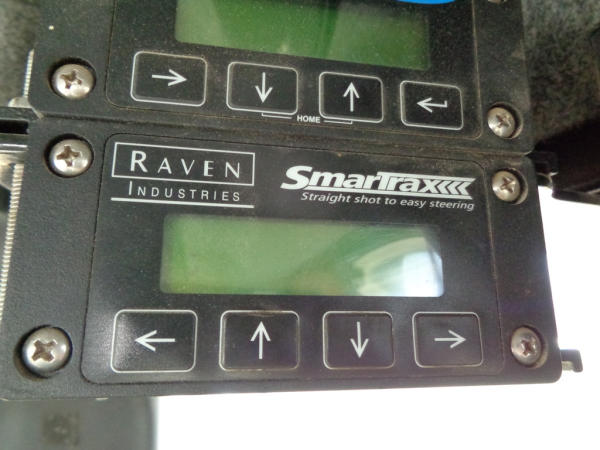 HOME
RAVEN
INDUSTRIES
SmarTrax
Straight shot to easy steering